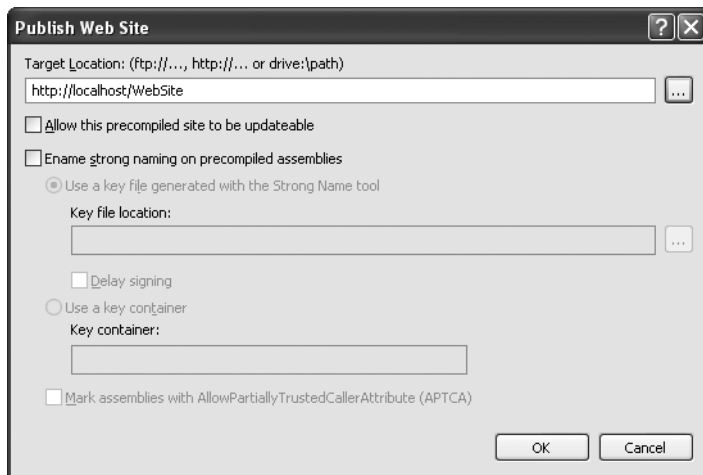 Publish Web Site
Target Location: (ftp://..., http://... or drive:\path)
http://localhost/WebSite
...
Allow this precompiled site to be updateable
Ename strong naming on precompiled assemblies
Use a key file generated with the Strong Name tool
Key file location:
...
Delay signing
Use a key container
Key container:
Mark assemblies with AllowPartiallyTrustedCallerAttribute (APTCA)
OK Cancel